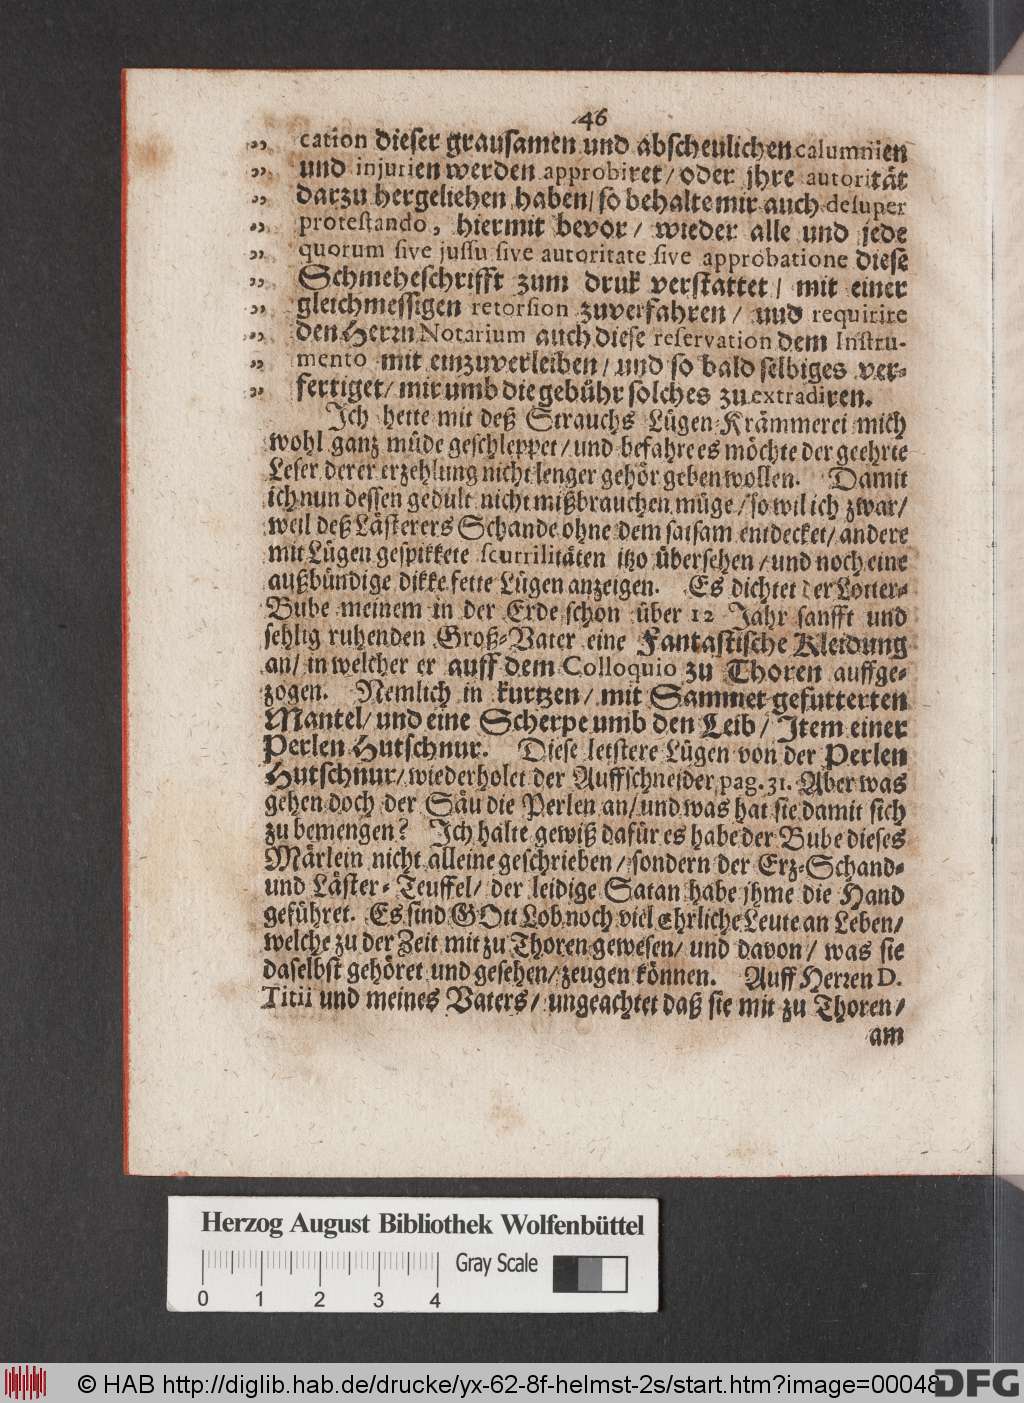 46
„ cation dieser grausamen und abscheulichen calumnien
„ und injurien werden approbiret / oder jhre autorität
„ darzu hergeliehen haben / so behalte mir auch desuper
„ protestando, hiermit bevor / wieder alle und jede
„ quorum sive jussu sive autoritate sive approbatione diese
„ Schmeheschrifft zum druk verstattet / mit einer
„ gleichmessigen retorsion zuverfahren / und requirire
„ den Herrn Notarium auch diese reservation dem Instru-
„ mento mit einzuverleiben / und so bald selbiges ver-
„ fertiget / mir umb die gebühr solches zu extradiren.
Ich hette mit deß Strauchs Lügen-Krämmerei mich
wohl ganz müde geschleppet / und befahre es möchte der geehrte
Leser derer erzehlung nicht lenger gehör geben wollen. Damit
ich nun dessen gedult nicht mißbrauchen müge / so wil ich zwar /
weil deß Lästerers Schande ohne dem satsam entdecket / andere
mit Lügen gespikkete scurrilitäten itzo übersehen / und noch eine
außbündige dikke fette Lügen anzeigen. Es dichtet der Lotter-
Bube meinem in der Erde schon über 12 Jahr sanfft und
sehlig ruhenden Groß-Vater eine Fantastische Kleidung
an / in welcher er auff dem Colloquio zu Thoren auffge-
zogen. Nemlich in kurtzen / mit Sammet gefutterten
Mantel / und eine Scherpe umb den Leib / Item einer
Perlen Hutschnur. Diese letstere Lügen von der Perlen
Hutschnur / wiederholet der Auffschneider pag. 31. Aber was
gehen doch der Säu die Perlen an / und was hat sie damit sich
zu bemengen? Ich halte gewiß dafür es habe der Bube dieses
Märlein nicht alleine geschrieben / sondern der Erz-Schand-
und Läster-Teuffel / der leidige Satan habe jhme die Hand
geführet. Es sind GOtt Lob noch viel Ehrliche Leute an Leben /
welche zu der Zeit mit zu Thoren gewesen / und davon / was sie
daselbst gehöret und gesehen / zeugen können. Auff Herren D.
Titii und meines Vaters / ungeachtet daß sie mit zu Thoren /
am
Herzog August Bibliothek Wolfenbüttel
Gray Scale
0 1 2 3 4
© HAB http://diglib.hab.de/drucke/yx-62-8f-helmst-2s/start.htm?image=00048
DFG